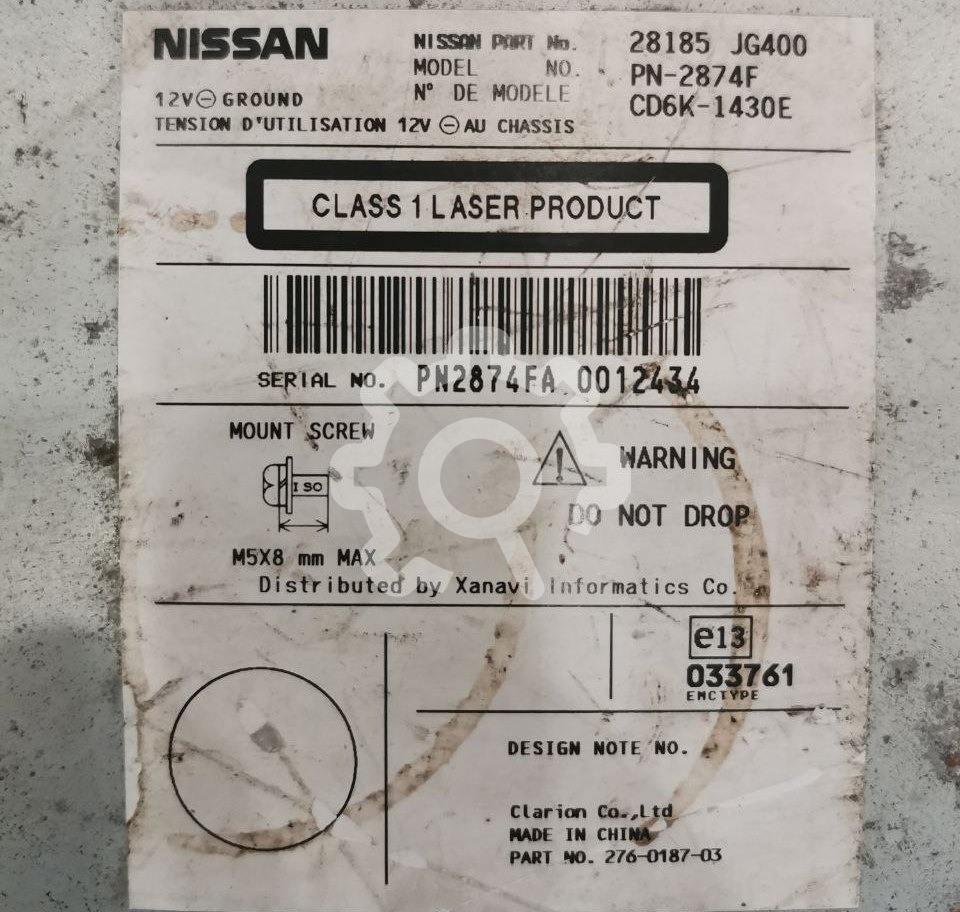 NISSAN
NISSAN PART No. 28185 JG400
MODEL NO. PN-2874F
N° DE MODELE CD6K-1430E
12V⊖GROUND
TENSION D'UTILISATION 12V ⊖AU CHASSIS
CLASS 1 LASER PRODUCT
SERIAL NO. PN2874FA 0012434
MOUNT SCREW
ISO
M5X8 mm MAX
WARNING
DO NOT DROP
Distributed by Xanavi Informatics Co.
e13
033761
EMCTYPE
DESIGN NOTE NO.
Clarion Co.,Ltd
MADE IN CHINA
PART NO. 276-0187-03